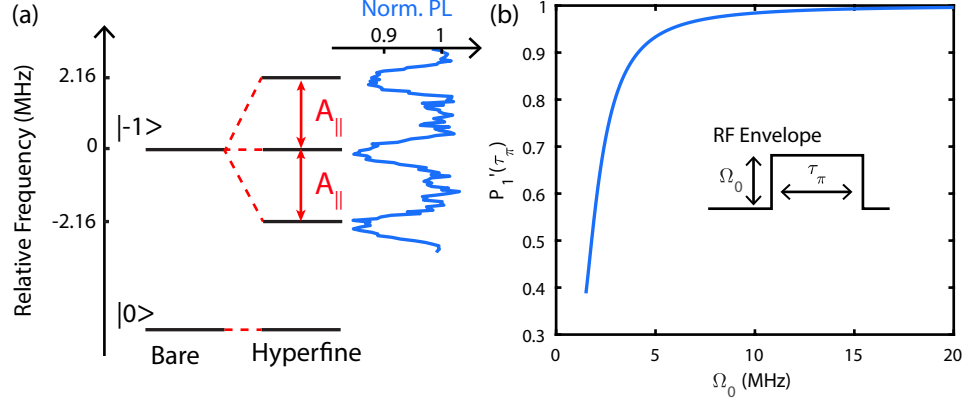 (a)
Norm. PL
0.9 1
Relative Frequency (MHz)
2.16
0
-2.16
|-1>
|0>
A||
A||
Bare
Hyperfine
(b)
P₁'(τπ)
1
0.9
0.8
0.7
0.6
0.5
0.4
0.3
RF Envelope
Ω₀
τπ
0 5 10 15 20
Ω₀ (MHz)